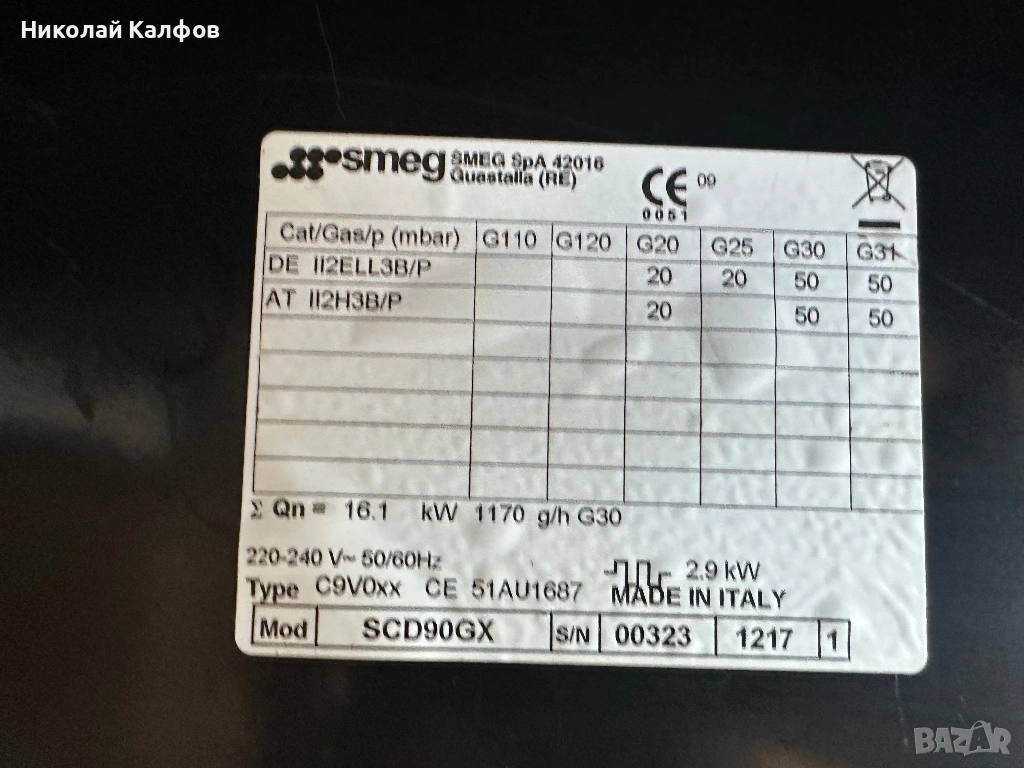 Николай Калфов
smeg SMEG SpA 42016
Guastalla (RE)
CE 09
0051
Cat/Gas/p (mbar) G110 G120 G20 G25 G30 G31
DE II2ELL3B/P 20 20 50 50
AT II2H3B/P 20 50 50
Σ Qn = 16.1 kW 1170 g/h G30
220-240 V~ 50/60Hz 2.9 kW
Type C9V0xx CE 51AU1687 MADE IN ITALY
Mod SCD90GX S/N 00323 1217 1
BAZAR